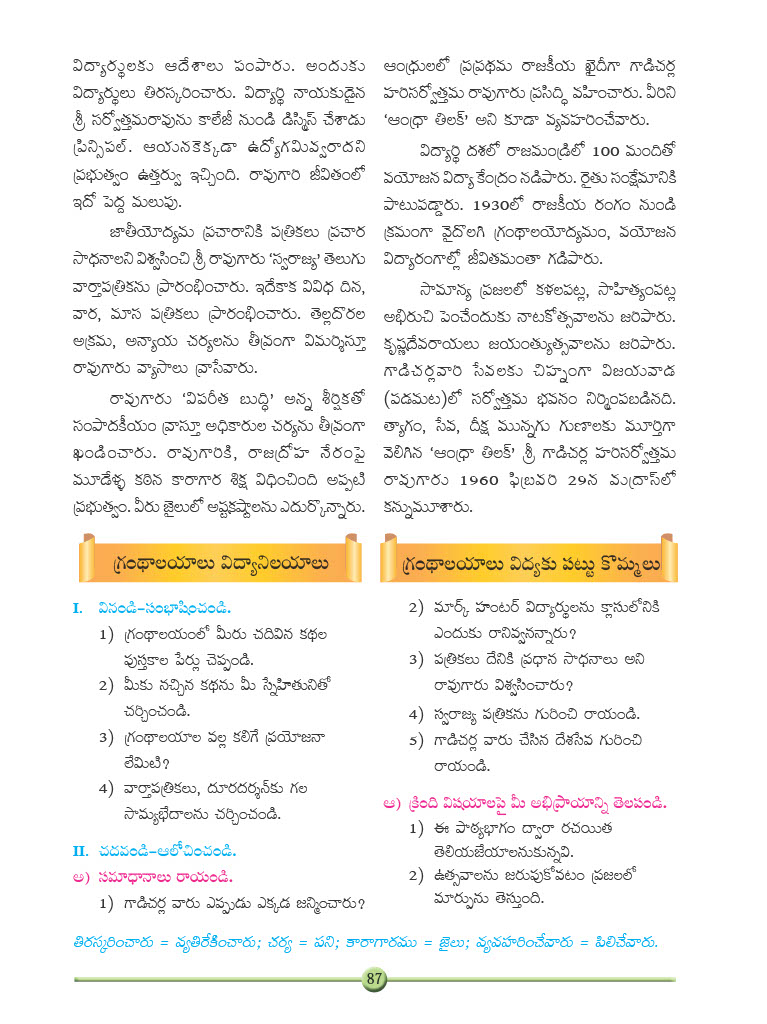 విద్యార్థులకు ఆదేశాలు పంపారు. అందుకు
విద్యార్థులు తిరస్కరించారు. విద్యార్థి నాయకుడైన
శ్రీ సర్వోత్తమరావును కాలేజీ నుండి డిస్మిస్ చేశాడు
ప్రిన్సిపల్. ఆయనకెక్కడా ఉద్యోగమివ్వరాదని
ప్రభుత్వం ఉత్తర్వు ఇచ్చింది. రావుగారి జీవితంలో
ఇదో పెద్ద మలుపు.
జాతీయోద్యమ ప్రచారానికి పత్రికలు ప్రచార
సాధనాలని విశ్వసించి శ్రీ రావుగారు ‘స్వరాజ్య’ తెలుగు
వార్తాపత్రికను ప్రారంభించారు. ఇదేకాక వివిధ దిన,
వార, మాస పత్రికలు ప్రారంభించారు. తెల్లదొరల
అక్రమ, అన్యాయ చర్యలను తీవ్రంగా విమర్శిస్తూ
రావుగారు వ్యాసాలు వ్రాసేవారు.
రావుగారు ‘విపరీత బుద్ధి’ అన్న శీర్షికతో
సంపాదకీయం వ్రాస్తూ అధికారుల చర్యను తీవ్రంగా
ఖండించారు. రావుగారికి, రాజద్రోహ నేరంపై
మూడేళ్ళ కఠిన కారాగార శిక్ష విధించింది అప్పటి
ప్రభుత్వం. వీరు జైలులో అష్టకష్టాలను ఎదుర్కొన్నారు.
ఆంధ్రులలో ప్రప్రథమ రాజకీయ ఖైదీగా గాడిచర్ల
హరిసర్వోత్తమ రావుగారు ప్రసిద్ధి వహించారు. వీరిని
‘ఆంధ్రా తిలక్’ అని కూడా వ్యవహరించేవారు.
విద్యార్థి దశలో రాజమండ్రిలో 100 మందితో
వయోజన విద్యా కేంద్రం నడిపారు. రైతు సంక్షేమానికి
పాటుపడ్డారు. 1930లో రాజకీయ రంగం నుండి
క్రమంగా వైదొలగి గ్రంథాలయోద్యమం, వయోజన
విద్యారంగాల్లో జీవితమంతా గడిపారు.
సామాన్య ప్రజలలో కళలపట్ల, సాహిత్యంపట్ల
అభిరుచి పెంచేందుకు నాటకోత్సవాలను జరిపారు.
కృష్ణదేవరాయలు జయంత్యుత్సవాలను జరిపారు.
గాడిచర్లవారి సేవలకు చిహ్నంగా విజయవాడ
(పడమట)లో సర్వోత్తమ భవనం నిర్మింపబడినది.
త్యాగం, సేవ, దీక్ష మున్నగు గుణాలకు మూర్తిగా
వెలిగిన ‘ఆంధ్రా తిలక్’ శ్రీ గాడిచర్ల హరిసర్వోత్తమ
రావుగారు 1960 ఫిబ్రవరి 29న మద్రాస్‌లో
కన్నుమూశారు.
గ్రంథాలయాలు విద్యానిలయాలు
గ్రంథాలయాలు విద్యకు పట్టు కొమ్మలు
I. వినండి-సంభాషించండి.
1) గ్రంథాలయంలో మీరు చదివిన కథల
పుస్తకాల పేర్లు చెప్పండి.
2) మీకు నచ్చిన కథను మీ స్నేహితునితో
చర్చించండి.
3) గ్రంథాలయాల వల్ల కలిగే ప్రయోజనా
లేమిటి?
4) వార్తాపత్రికలు, దూరదర్శన్‌కు గల
సామ్యభేదాలను చర్చించండి.
II. చదవండి-ఆలోచించండి.
అ) సమాధానాలు రాయండి.
1) గాడిచర్ల వారు ఎప్పుడు ఎక్కడ జన్మించారు?
2) మార్క్ హంటర్ విద్యార్థులను క్లాసులోనికి
ఎందుకు రానివ్వనన్నారు?
3) పత్రికలు దేనికి ప్రధాన సాధనాలు అని
రావుగారు విశ్వసించారు?
4) స్వరాజ్య పత్రికను గురించి రాయండి.
5) గాడిచర్ల వారు చేసిన దేశసేవ గురించి
రాయండి.
ఆ) క్రింది విషయాలపై మీ అభిప్రాయాన్ని తెలపండి.
1) ఈ పాఠ్యభాగం ద్వారా రచయిత
తెలియజేయాలనుకున్నవి.
2) ఉత్సవాలను జరుపుకోవటం ప్రజలలో
మార్పును తెస్తుంది.
తిరస్కరించారు = వ్యతిరేకించారు; చర్య = పని; కారాగారము = జైలు; వ్యవహరించేవారు = పిలిచేవారు.
87